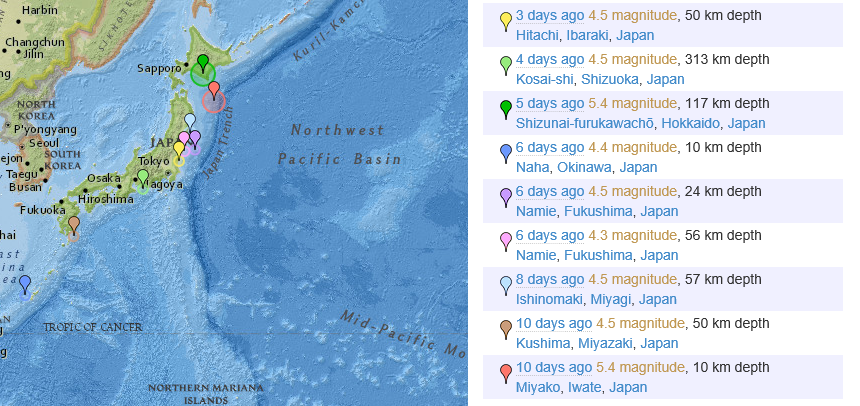 Harbin
Changchun
Jilin
ng
SIKHOTE
Kuril-Kamch
Sapporo
NORTH
KOREA
P'yongyang
Seoul
SOUTH
KOREA
ejon
Taegu
Busan
JAPAN
Tokyo
Nagoya
Osaka
Hiroshima
Fukuoka
Japan Trench
Northwest
Pacific Basin
hai
ast
ina
ea
AN
TROPIC OF CANCER
g
Mid-Pacific Mo
NORTHERN MARIANA
ISLANDS
3 days ago 4.5 magnitude, 50 km depth
Hitachi, Ibaraki, Japan
4 days ago 4.5 magnitude, 313 km depth
Kosai-shi, Shizuoka, Japan
5 days ago 5.4 magnitude, 117 km depth
Shizunai-furukawachō, Hokkaido, Japan
6 days ago 4.4 magnitude, 10 km depth
Naha, Okinawa, Japan
6 days ago 4.5 magnitude, 24 km depth
Namie, Fukushima, Japan
6 days ago 4.3 magnitude, 56 km depth
Namie, Fukushima, Japan
8 days ago 4.5 magnitude, 57 km depth
Ishinomaki, Miyagi, Japan
10 days ago 4.5 magnitude, 50 km depth
Kushima, Miyazaki, Japan
10 days ago 5.4 magnitude, 10 km depth
Miyako, Iwate, Japan